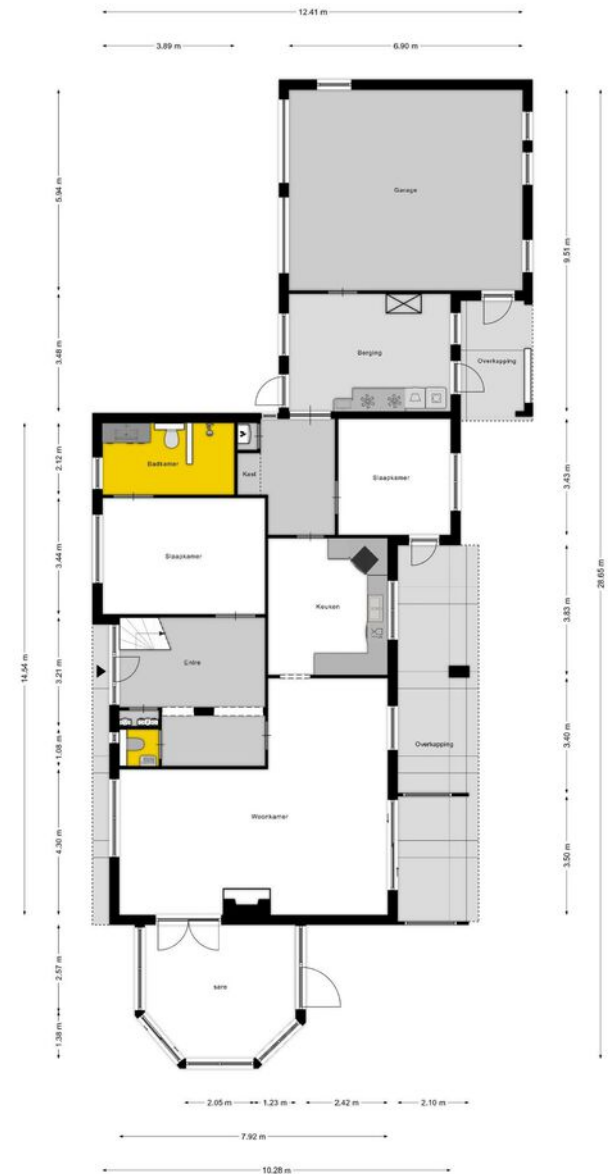 12.41 m
3.89 m
6.90 m
Garage
5.94 m
9.51 m
28.65 m
Berging
Overkapping
3.48 m
Badkamer
2.12 m
Kast
Slaapkamer
3.43 m
Slaapkamer
3.44 m
Keuken
3.83 m
14.54 m
Entre
3.21 m
1.08 m
Overkapping
3.40 m
Woonkamer
4.30 m
3.50 m
serre
2.57 m
1.38 m
2.05 m
1.23 m
2.42 m
2.10 m
7.92 m
10.28 m